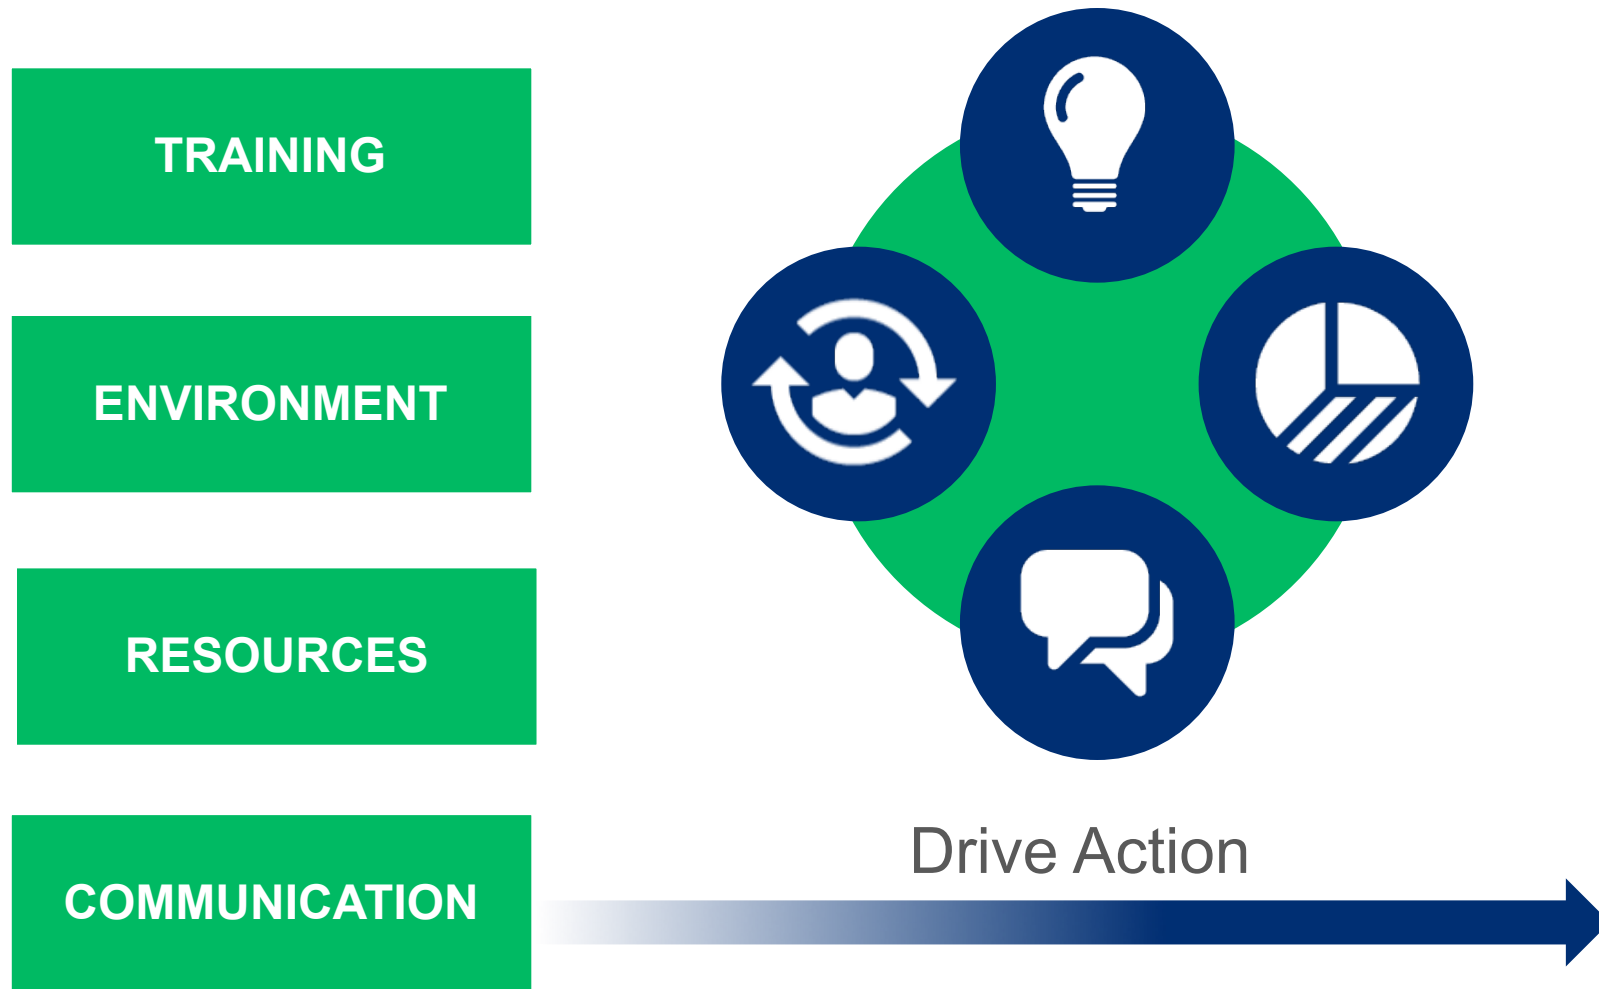 TRAINING
ENVIRONMENT
RESOURCES
COMMUNICATION
Drive Action